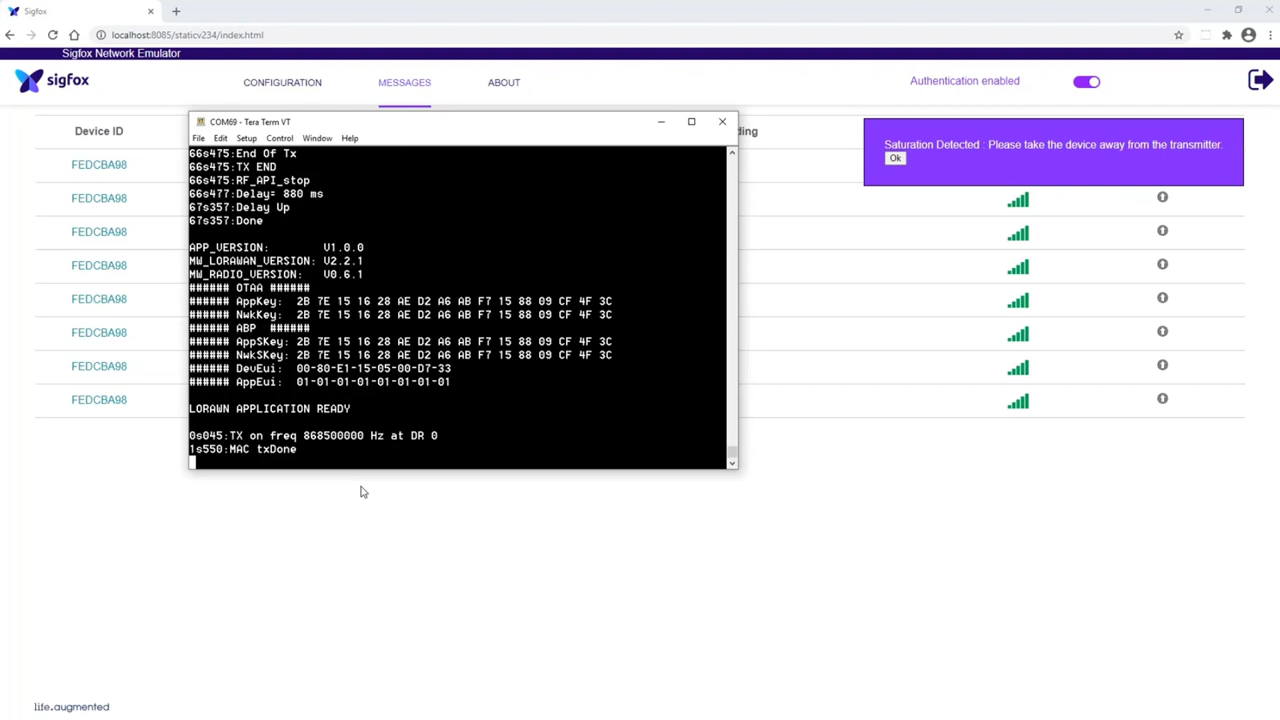 Sigfox
localhost:8085/staticv234/index.html
Sigfox Network Emulator
sigfox
CONFIGURATION
MESSAGES
ABOUT
Authentication enabled
Device ID
ding
FEDCBA98
FEDCBA98
FEDCBA98
FEDCBA98
FEDCBA98
FEDCBA98
FEDCBA98
FEDCBA98
Saturation Detected : Please take the device away from the transmitter.
Ok
COM69 - Tera Term VT
File Edit Setup Control Window Help
66s475:End Of Tx
66s475:TX END
66s475:RF_API_stop
66s477:Delay= 880 ms
67s357:Delay Up
67s357:Done
APP_VERSION: V1.0.0
MW_LORAWAN_VERSION: V2.2.1
MW_RADIO_VERSION: V0.6.1
###### OTAA ######
###### AppKey: 2B 7E 15 16 28 AE D2 A6 AB F7 15 88 09 CF 4F 3C
###### NwkKey: 2B 7E 15 16 28 AE D2 A6 AB F7 15 88 09 CF 4F 3C
###### ABP ######
###### AppSKey: 2B 7E 15 16 28 AE D2 A6 AB F7 15 88 09 CF 4F 3C
###### NwkSKey: 2B 7E 15 16 28 AE D2 A6 AB F7 15 88 09 CF 4F 3C
###### DevEui: 00-80-E1-15-05-00-D7-33
###### AppEui: 01-01-01-01-01-01-01-01
LORAWN APPLICATION READY
0s045:TX on freq 868500000 Hz at DR 0
1s550:MAC txDone
life.augmented